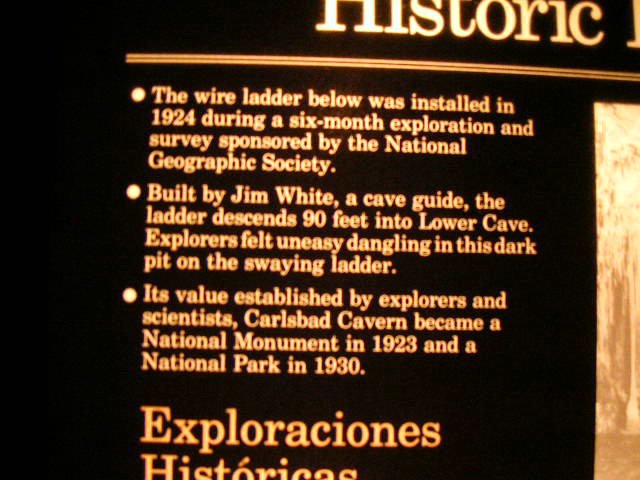 Historic
The wire ladder below was installed in
1924 during a six-month exploration and
survey sponsored by the National
Geographic Society.
Built by Jim White, a cave guide, the
ladder descends 90 feet into Lower Cave.
Explorers felt uneasy dangling in this dark
pit on the swaying ladder.
Its value established by explorers and
scientists, Carlsbad Cavern became a
National Monument in 1923 and a
National Park in 1930.
Exploraciones
Históricas